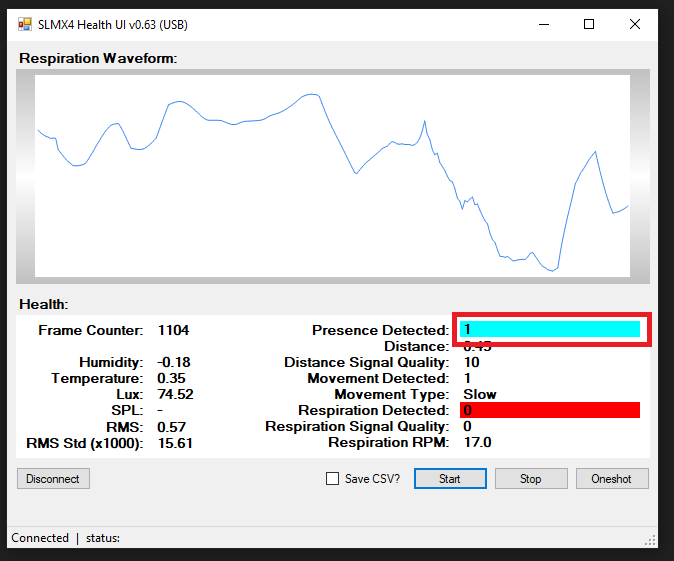 SLMX4 Health UI v0.63 (USB)
Respiration Waveform:
Health:
Frame Counter: 1104 Presence Detected: 1
Distance: 0.45
Humidity: -0.18 Distance Signal Quality: 10
Temperature: 0.35 Movement Detected: 1
Lux: 74.52 Movement Type: Slow
SPL: - Respiration Detected: 0
RMS: 0.57 Respiration Signal Quality: 0
RMS Std (x1000): 15.61 Respiration RPM: 17.0
Disconnect Save CSV? Start Stop Oneshot
Connected | status: